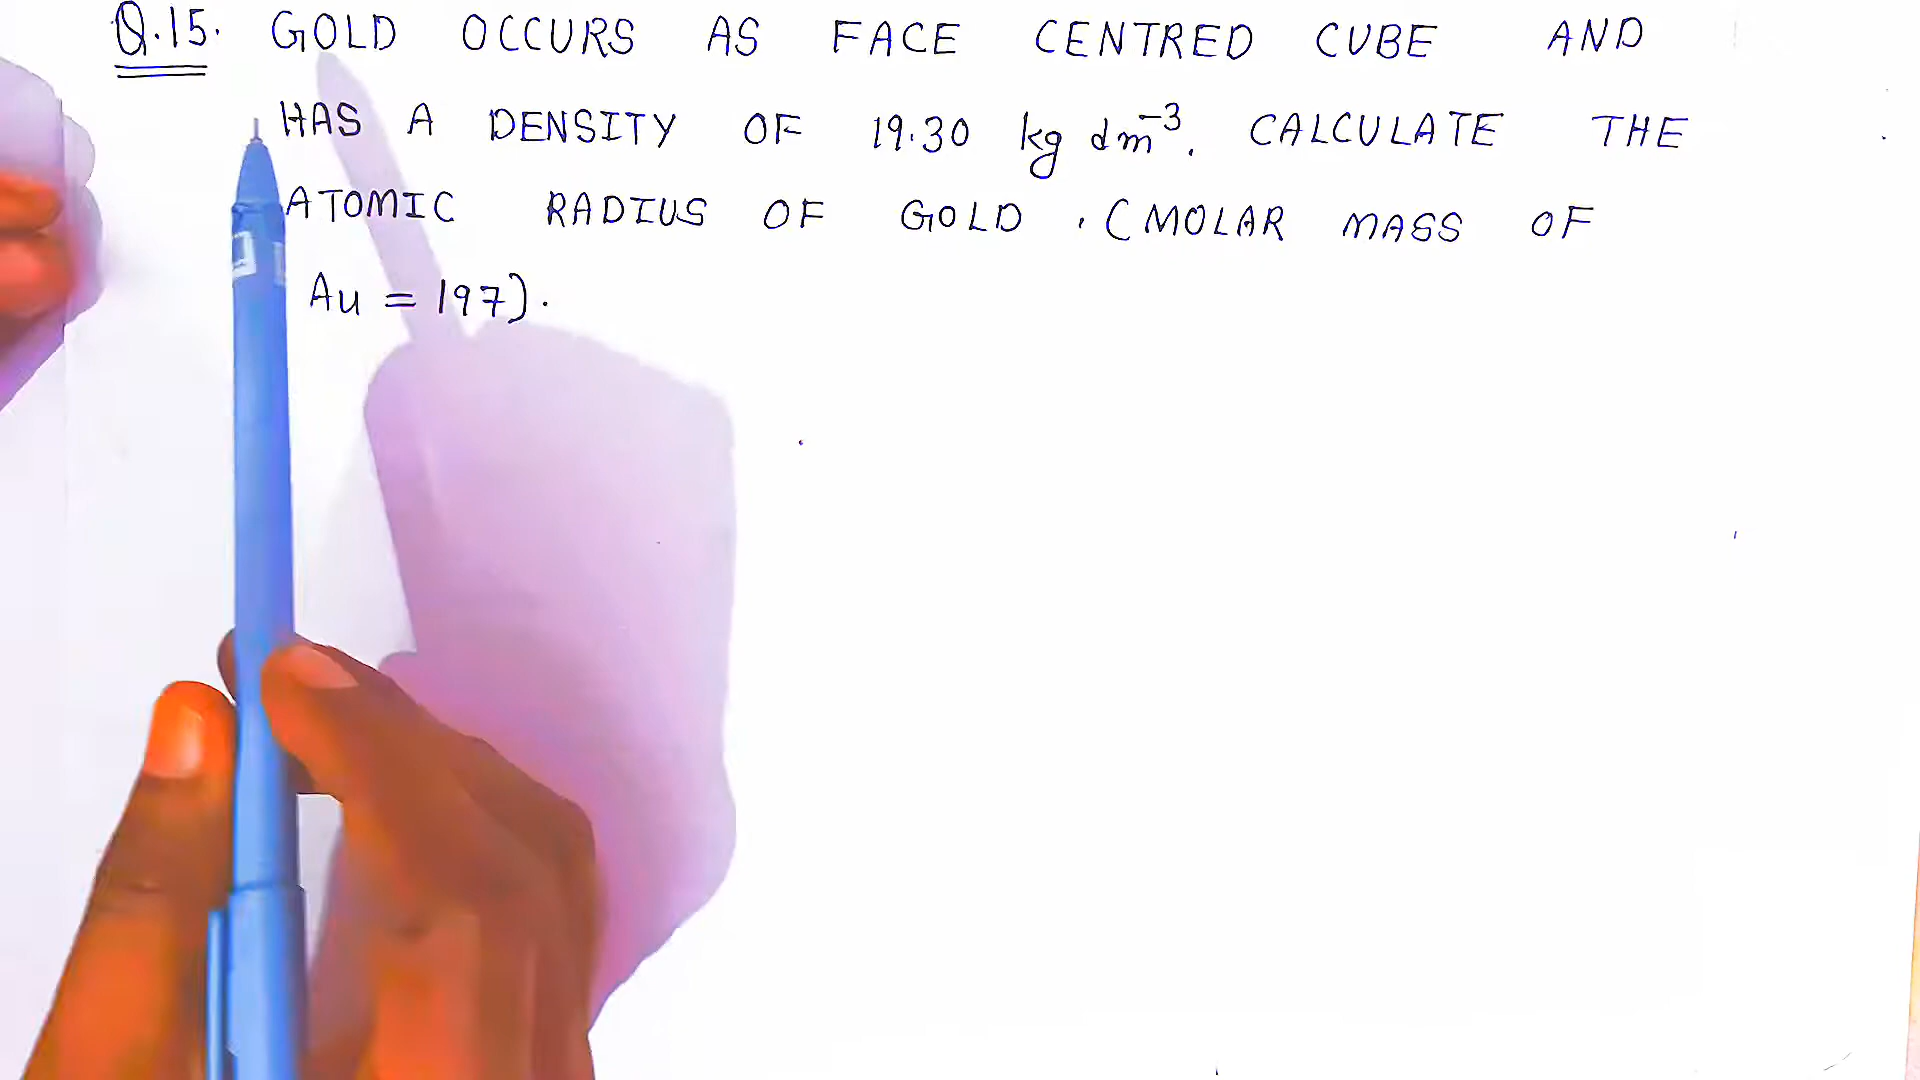 Q.15. GOLD OCCURS AS FACE CENTRED CUBE AND
HAS A DENSITY OF 19.30 kg dm⁻³. CALCULATE THE
ATOMIC RADIUS OF GOLD . (MOLAR MASS OF
Au = 197).